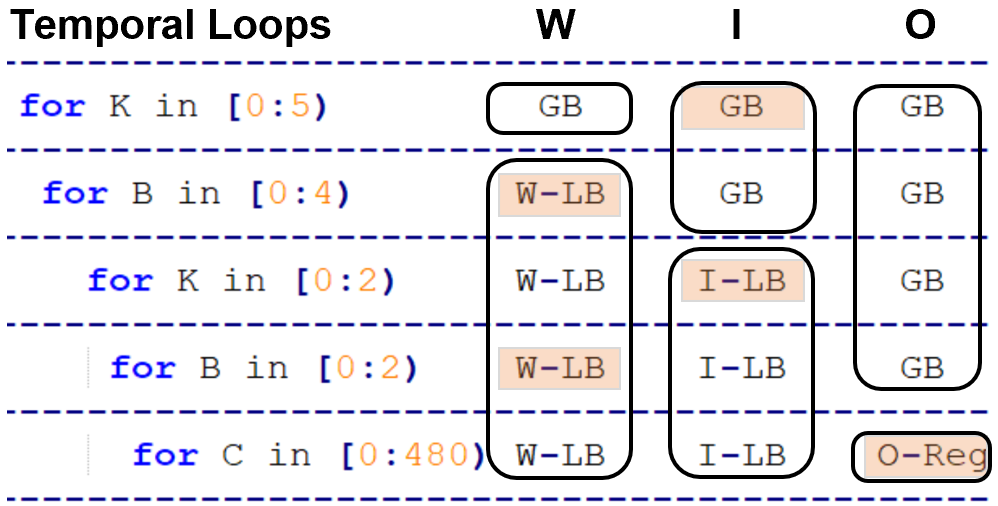 Temporal Loops W I O
for K in [0:5) GB GB GB
for B in [0:4) W-LB GB GB
for K in [0:2) W-LB I-LB GB
for B in [0:2) W-LB I-LB GB
for C in [0:480) W-LB I-LB O-Reg